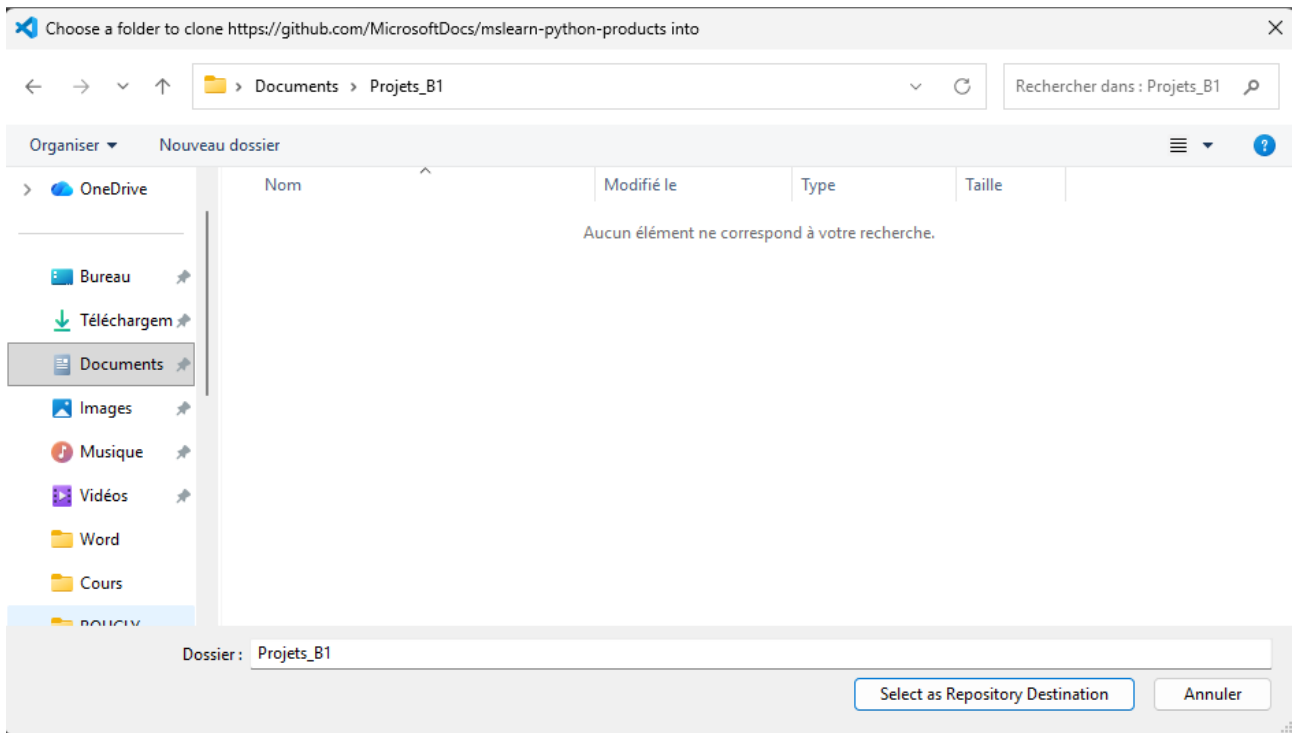 Choose a folder to clone https://github.com/MicrosoftDocs/mslearn-python-products into
Documents > Projets_B1
Rechercher dans : Projets_B1
Organiser
Nouveau dossier
OneDrive
Nom
Modifié le
Type
Taille
Aucun élément ne correspond à votre recherche.
Bureau
Téléchargem
Documents
Images
Musique
Vidéos
Word
Cours
Dossier : Projets_B1
Select as Repository Destination
Annuler